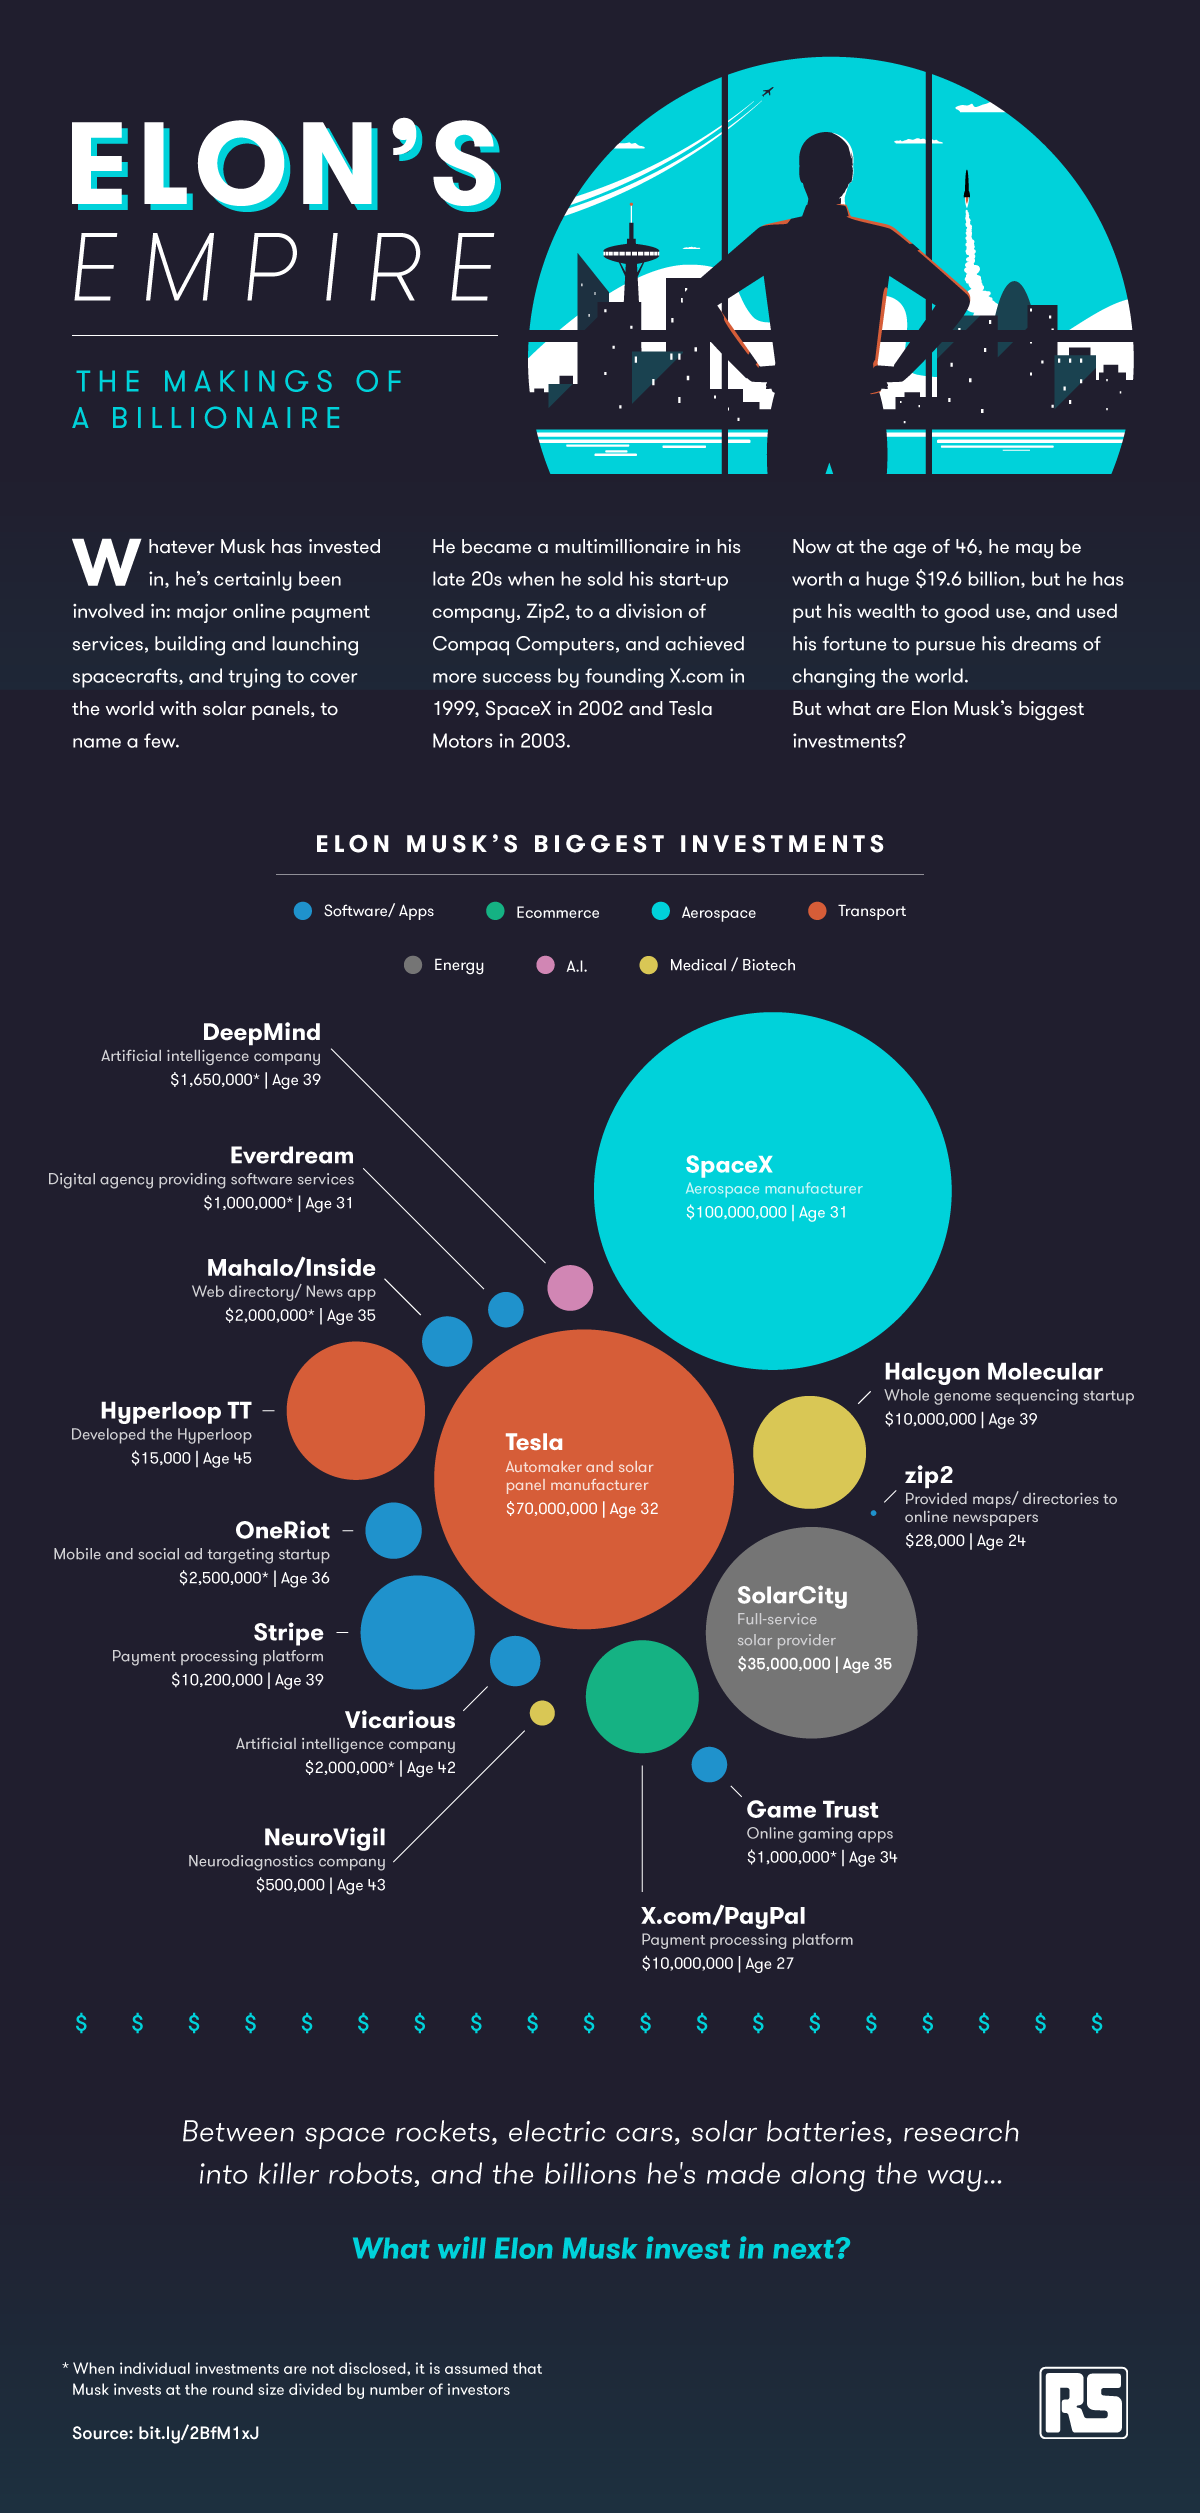 ELON'S
EMPIRE
THE MAKINGS OF
A BILLIONAIRE
Whatever Musk has invested
in, he's certainly been
involved in: major online payment
services, building and launching
spacecrafts, and trying to cover
the world with solar panels, to
name a few.
He became a multimillionaire in his
late 20s when he sold his start-up
company, Zip2, to a division of
Compaq Computers, and achieved
more success by founding X.com in
1999, SpaceX in 2002 and Tesla
Motors in 2003.
Now at the age of 46, he may be
worth a huge $19.6 billion, but he has
put his wealth to good use, and used
his fortune to pursue his dreams of
changing the world.
But what are Elon Musk's biggest
investments?
ELON MUSK'S BIGGEST INVESTMENTS
Software/ Apps
Ecommerce
Aerospace
Transport
Energy
A.I.
Medical / Biotech
DeepMind
Artificial intelligence company
$1,650,000* | Age 39
Everdream
Digital agency providing software services
$1,000,000* | Age 31
Mahalo/Inside
Web directory/ News app
$2,000,000* | Age 35
SpaceX
Aerospace manufacturer
$100,000,000 | Age 31
Hyperloop TT
Developed the Hyperloop
$15,000 | Age 45
Tesla
Automaker and solar
panel manufacturer
$70,000,000 | Age 32
Halcyon Molecular
Whole genome sequencing startup
$10,000,000 | Age 39
zip2
Provided maps/ directories to
online newspapers
$28,000 | Age 24
OneRiot
Mobile and social ad targeting startup
$2,500,000* | Age 36
Stripe
Payment processing platform
$10,200,000 | Age 39
SolarCity
Full-service
solar provider
$35,000,000 | Age 35
Vicarious
Artificial intelligence company
$2,000,000* | Age 42
NeuroVigil
Neurodiagnostics company
$500,000 | Age 43
Game Trust
Online gaming apps
$1,000,000* | Age 34
X.com/PayPal
Payment processing platform
$10,000,000 | Age 27
$ $ $ $ $ $ $ $ $ $ $ $ $ $ $ $ $ $ $
Between space rockets, electric cars, solar batteries, research
into killer robots, and the billions he's made along the way...
What will Elon Musk invest in next?
* When individual investments are not disclosed, it is assumed that
Musk invests at the round size divided by number of investors
Source: bit.ly/2BfM1xJ
RS